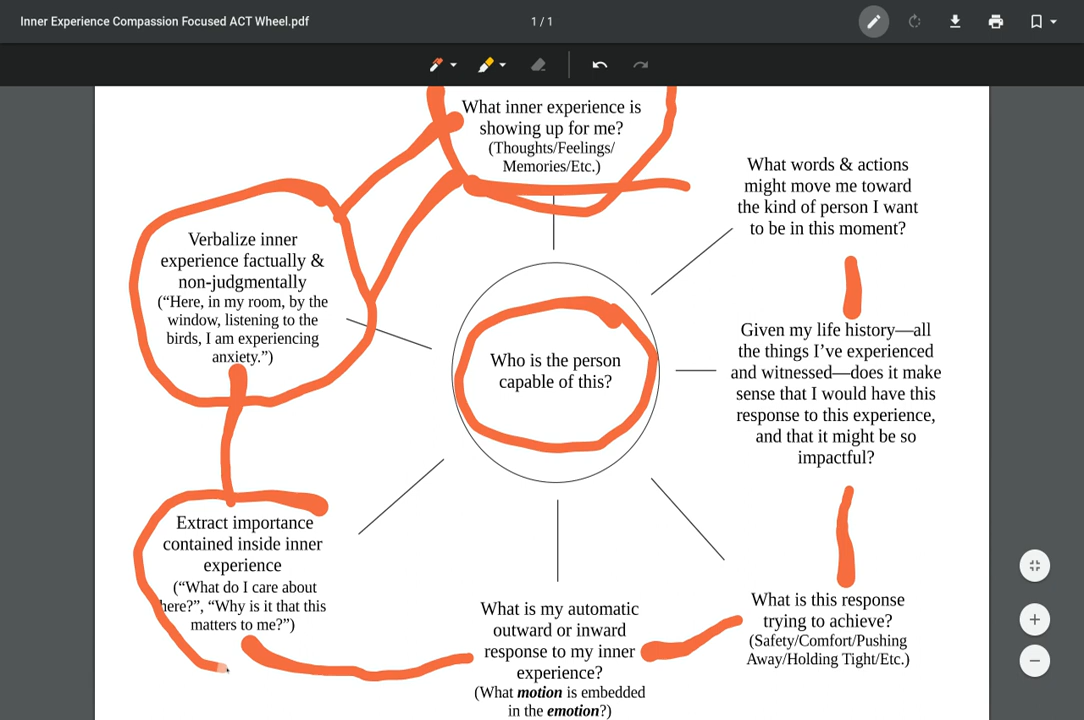 Inner Experience Compassion Focused ACT Wheel.pdf
1 / 1
What inner experience is
showing up for me?
(Thoughts/Feelings/
Memories/Etc.)
What words & actions
might move me toward
the kind of person I want
to be in this moment?
Verbalize inner
experience factually &
non-judgmentally
(“Here, in my room, by the
window, listening to the
birds, I am experiencing
anxiety.”)
Who is the person
capable of this?
Given my life history—all
the things I’ve experienced
and witnessed—does it make
sense that I would have this
response to this experience,
and that it might be so
impactful?
Extract importance
contained inside inner
experience
(“What do I care about
here?”, “Why is it that this
matters to me?”)
What is my automatic
outward or inward
response to my inner
experience?
(What motion is embedded
in the emotion?)
What is this response
trying to achieve?
(Safety/Comfort/Pushing
Away/Holding Tight/Etc.)